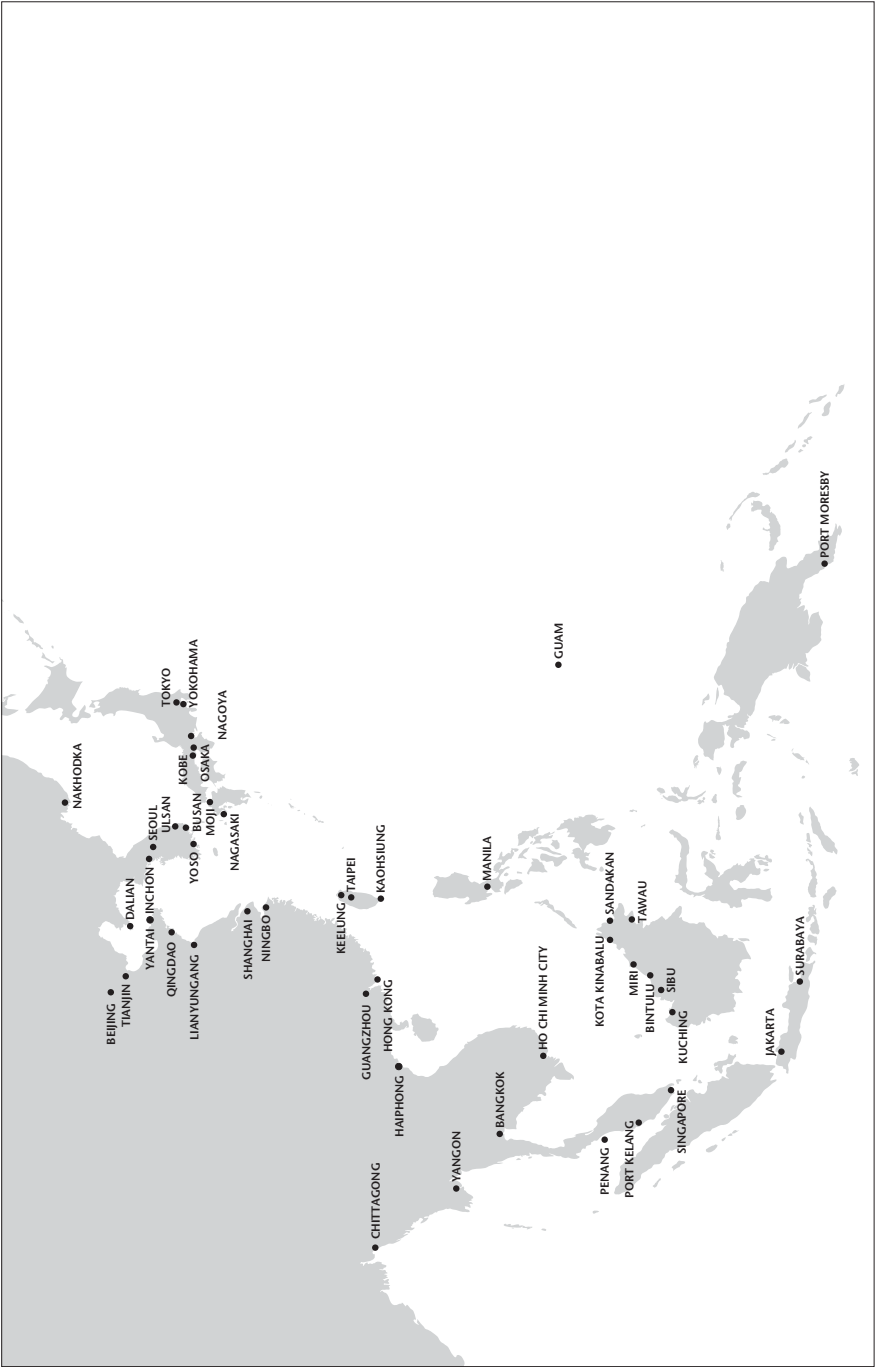 NAKHODKA
BEIJING
TIANJIN
DALIAN
YANTAI
INCHON
SEOUL
TOKYO
YOKOHAMA
QINGDAO
ULSAN
BUSAN
KOBE
OSAKA
NAGOYA
LIANYUNGANG
YOSO
MOJI
NAGASAKI
SHANGHAI
NINGBO
KEELUNG
TAIPEI
KAOHSIUNG
GUANGZHOU
HONG KONG
CHITTAGONG
HAIPHONG
YANGON
MANILA
BANGKOK
HO CHI MINH CITY
GUAM
PENANG
KOTA KINABALU
SANDAKAN
PORT KELANG
MIRI
TAWAU
BINTULU
SIBU
SINGAPORE
KUCHING
JAKARTA
SURABAYA
PORT MORESBY